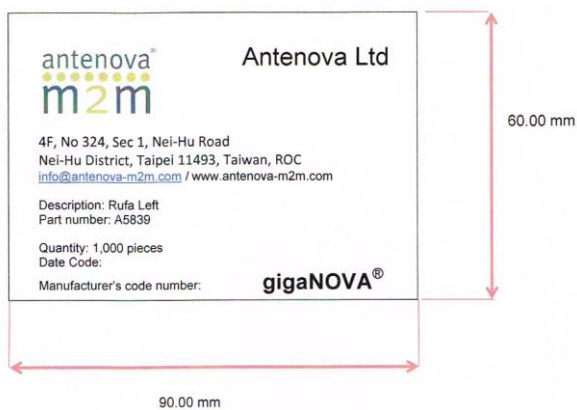 antenova®
m2m
Antenova Ltd
4F, No 324, Sec 1, Nei-Hu Road
Nei-Hu District, Taipei 11493, Taiwan, ROC
info@antenova-m2m.com / www.antenova-m2m.com
Description: Rufa Left
Part number: A5839
Quantity: 1,000 pieces
Date Code:
Manufacturer's code number:
gigaNOVA®
60.00 mm
90.00 mm